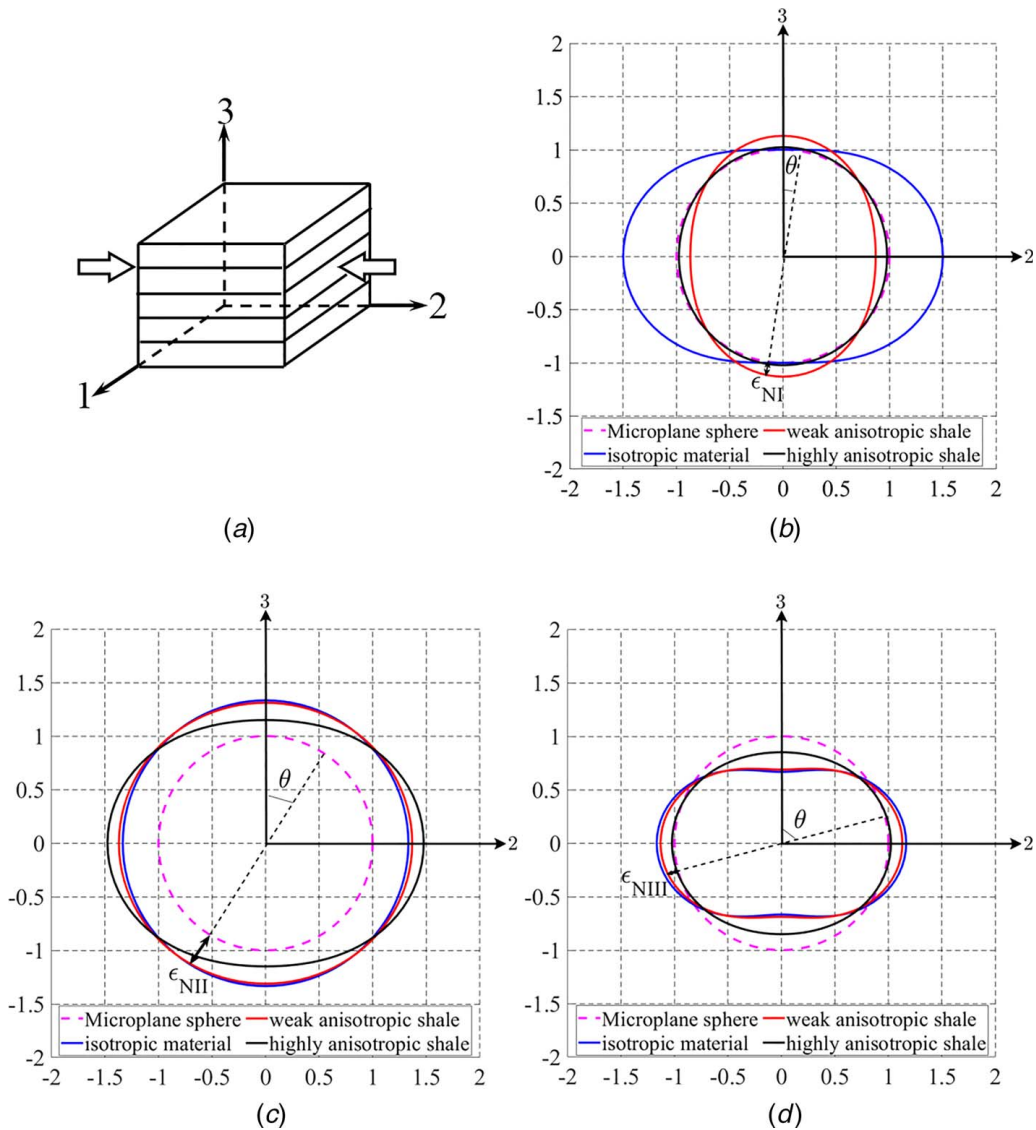 3
2
1
(a)
3
2
1.5
1
0.5
0
-0.5
-1
-1.5
-2
θ
2
ϵNI
Microplane sphere weak anisotropic shale
isotropic material highly anisotropic shale
-2 -1.5 -1 -0.5 0 0.5 1 1.5 2
(b)
3
2
1.5
1
0.5
0
-0.5
-1
-1.5
-2
θ
2
ϵNII
Microplane sphere weak anisotropic shale
isotropic material highly anisotropic shale
-2 -1.5 -1 -0.5 0 0.5 1 1.5 2
(c)
3
2
1.5
1
0.5
0
-0.5
-1
-1.5
-2
θ
2
ϵNIII
Microplane sphere weak anisotropic shale
isotropic material highly anisotropic shale
-2 -1.5 -1 -0.5 0 0.5 1 1.5 2
(d)